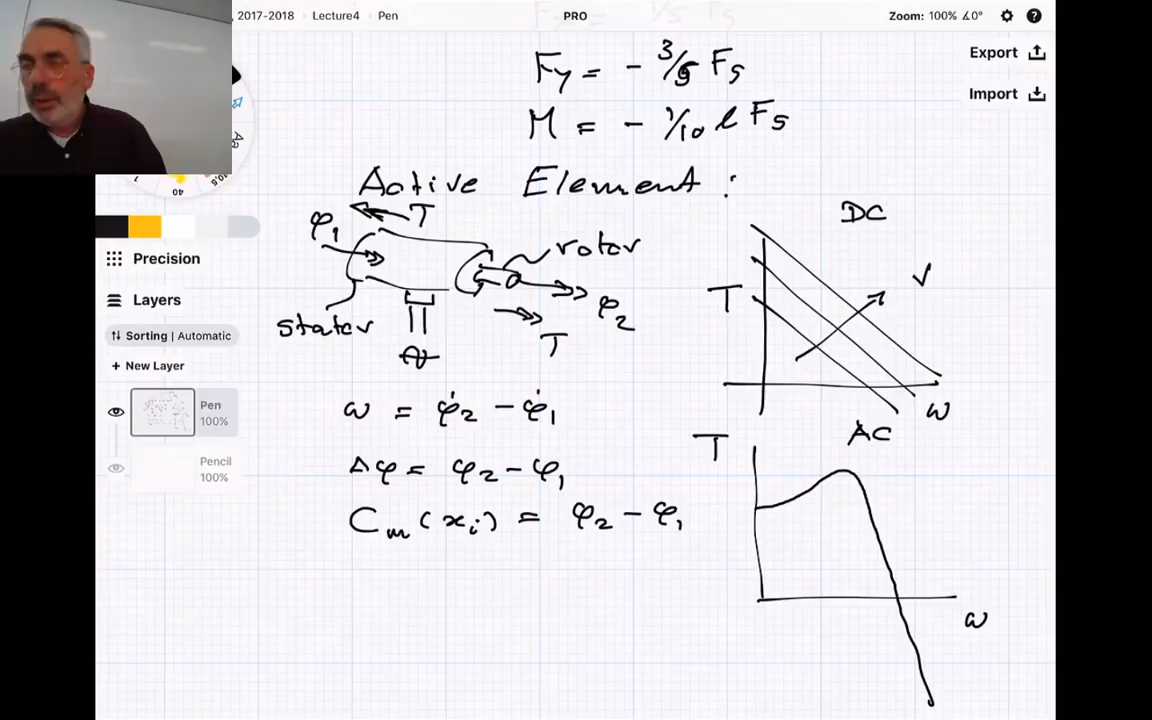 2017-2018 Lecture4 Pen PRO Zoom: 100% ∠0°
Export
Import
Fy = - 3/5 Fs
M = - 1/10 l Fs
Active Element :
φ1 T
rotor
φ2
stator
T
ω = φ̇2 - φ̇1
Δφ = φ2 - φ1
Cm (xi) = φ2 - φ1
DC
T
V
ω
AC
T
ω
Precision
Layers
Sorting | Automatic
+ New Layer
Pen
100%
Pencil
100%